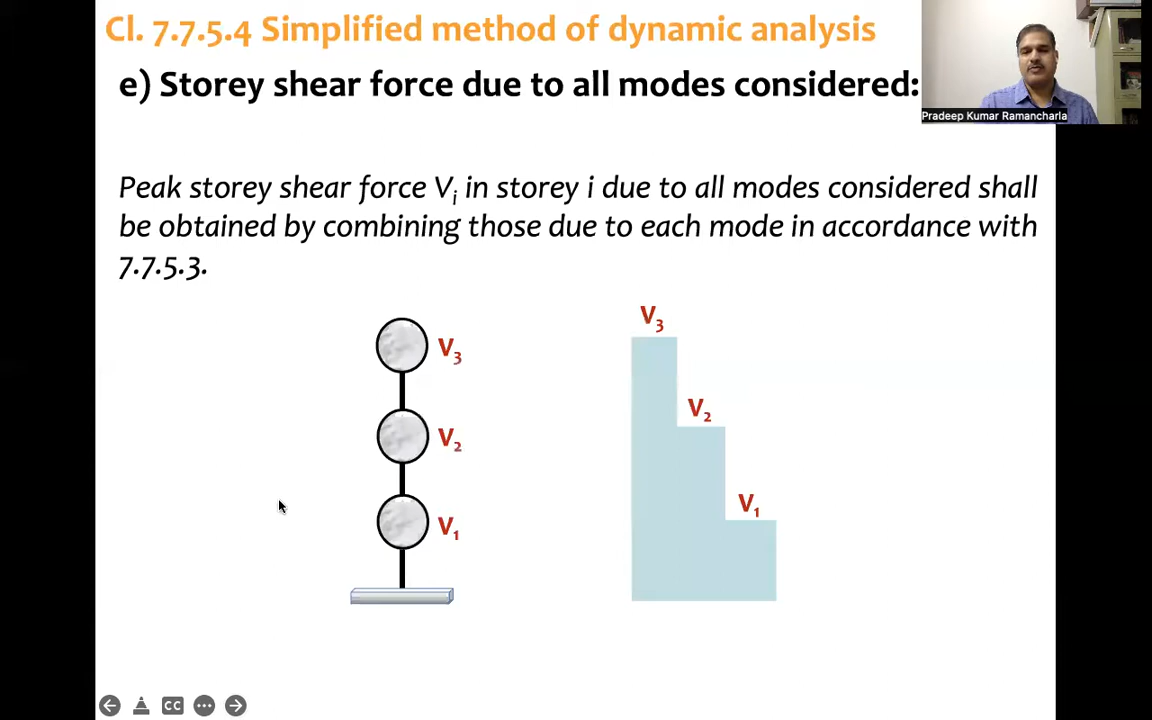 Cl. 7.7.5.4 Simplified method of dynamic analysis
e) Storey shear force due to all modes considered:
Pradeep Kumar Ramancharla
Peak storey shear force Vi in storey i due to all modes considered shall
be obtained by combining those due to each mode in accordance with
7.7.5.3.
V3
V3
V2
V2
V1
V1
CC